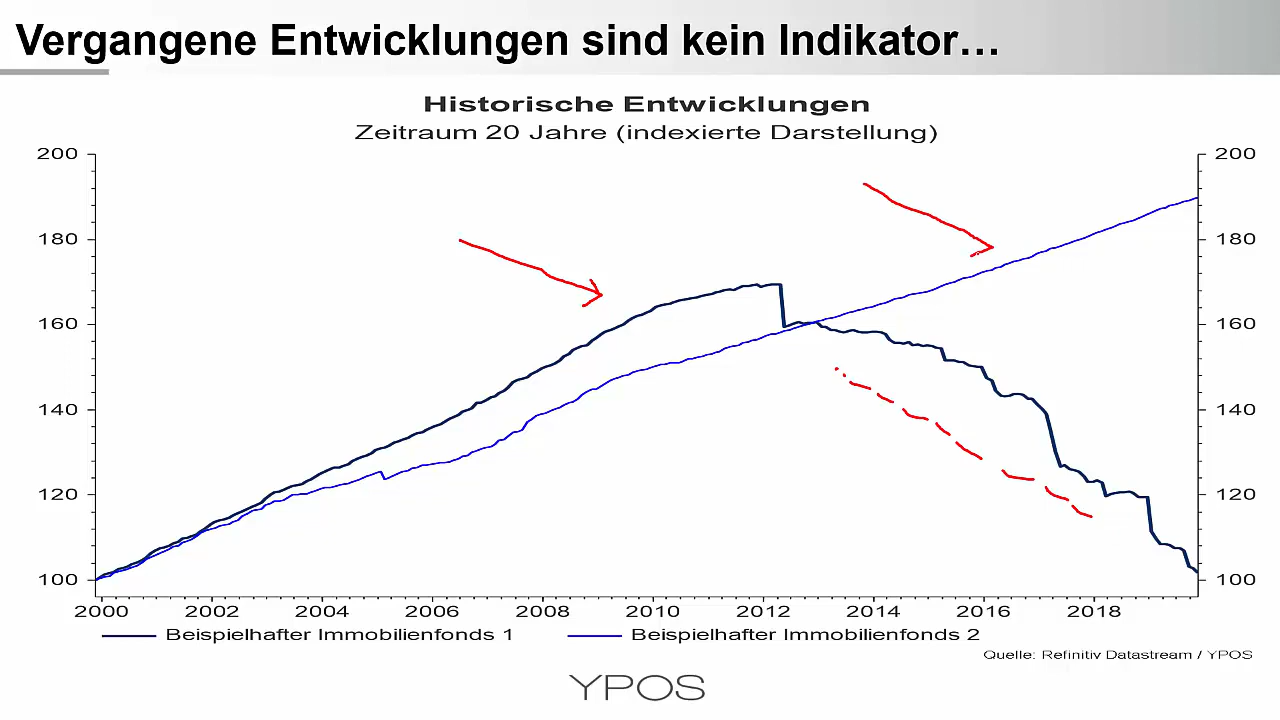 Vergangene Entwicklungen sind kein Indikator…
Historische Entwicklungen
Zeitraum 20 Jahre (indexierte Darstellung)
200
180
160
140
120
100
200
180
160
140
120
100
2000 2002 2004 2006 2008 2010 2012 2014 2016 2018
Beispielhafter Immobilienfonds 1 Beispielhafter Immobilienfonds 2
Quelle: Refinitiv Datastream / YPOS
YPOS